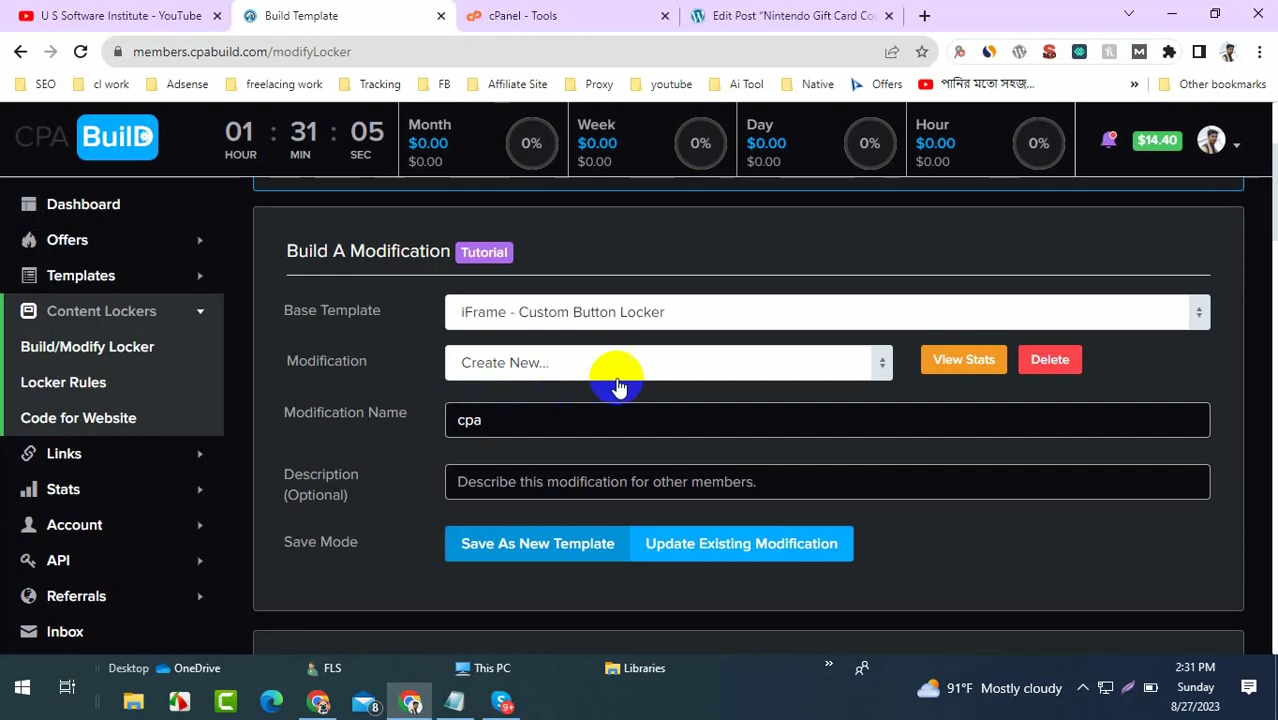 U S Software Institute - YouTube
Build Template
cPanel - Tools
Edit Post “Nintendo Gift Card Co
members.cpabuild.com/modifyLocker
SEO
cl work
Adsense
freelacing work
Tracking
FB
Affiliate Site
Proxy
youtube
Ai Tool
Native
Offers
পানির মতো সহজ...
»
Other bookmarks
CPA BuilD
01 : 31 : 05
HOUR MIN SEC
Month
$0.00
$0.00
0%
Week
$0.00
$0.00
0%
Day
$0.00
$0.00
0%
Hour
$0.00
$0.00
0%
$14.40
Dashboard
Offers
Templates
Content Lockers
Build/Modify Locker
Locker Rules
Code for Website
Links
Stats
Account
API
Referrals
Inbox
Build A Modification Tutorial
Base Template
iFrame - Custom Button Locker
Modification
Create New...
View Stats
Delete
Modification Name
cpa
Description
(Optional)
Describe this modification for other members.
Save Mode
Save As New Template
Update Existing Modification
Desktop
OneDrive
FLS
This PC
Libraries
»
8
9+
91°F Mostly cloudy
2:31 PM
Sunday
8/27/2023